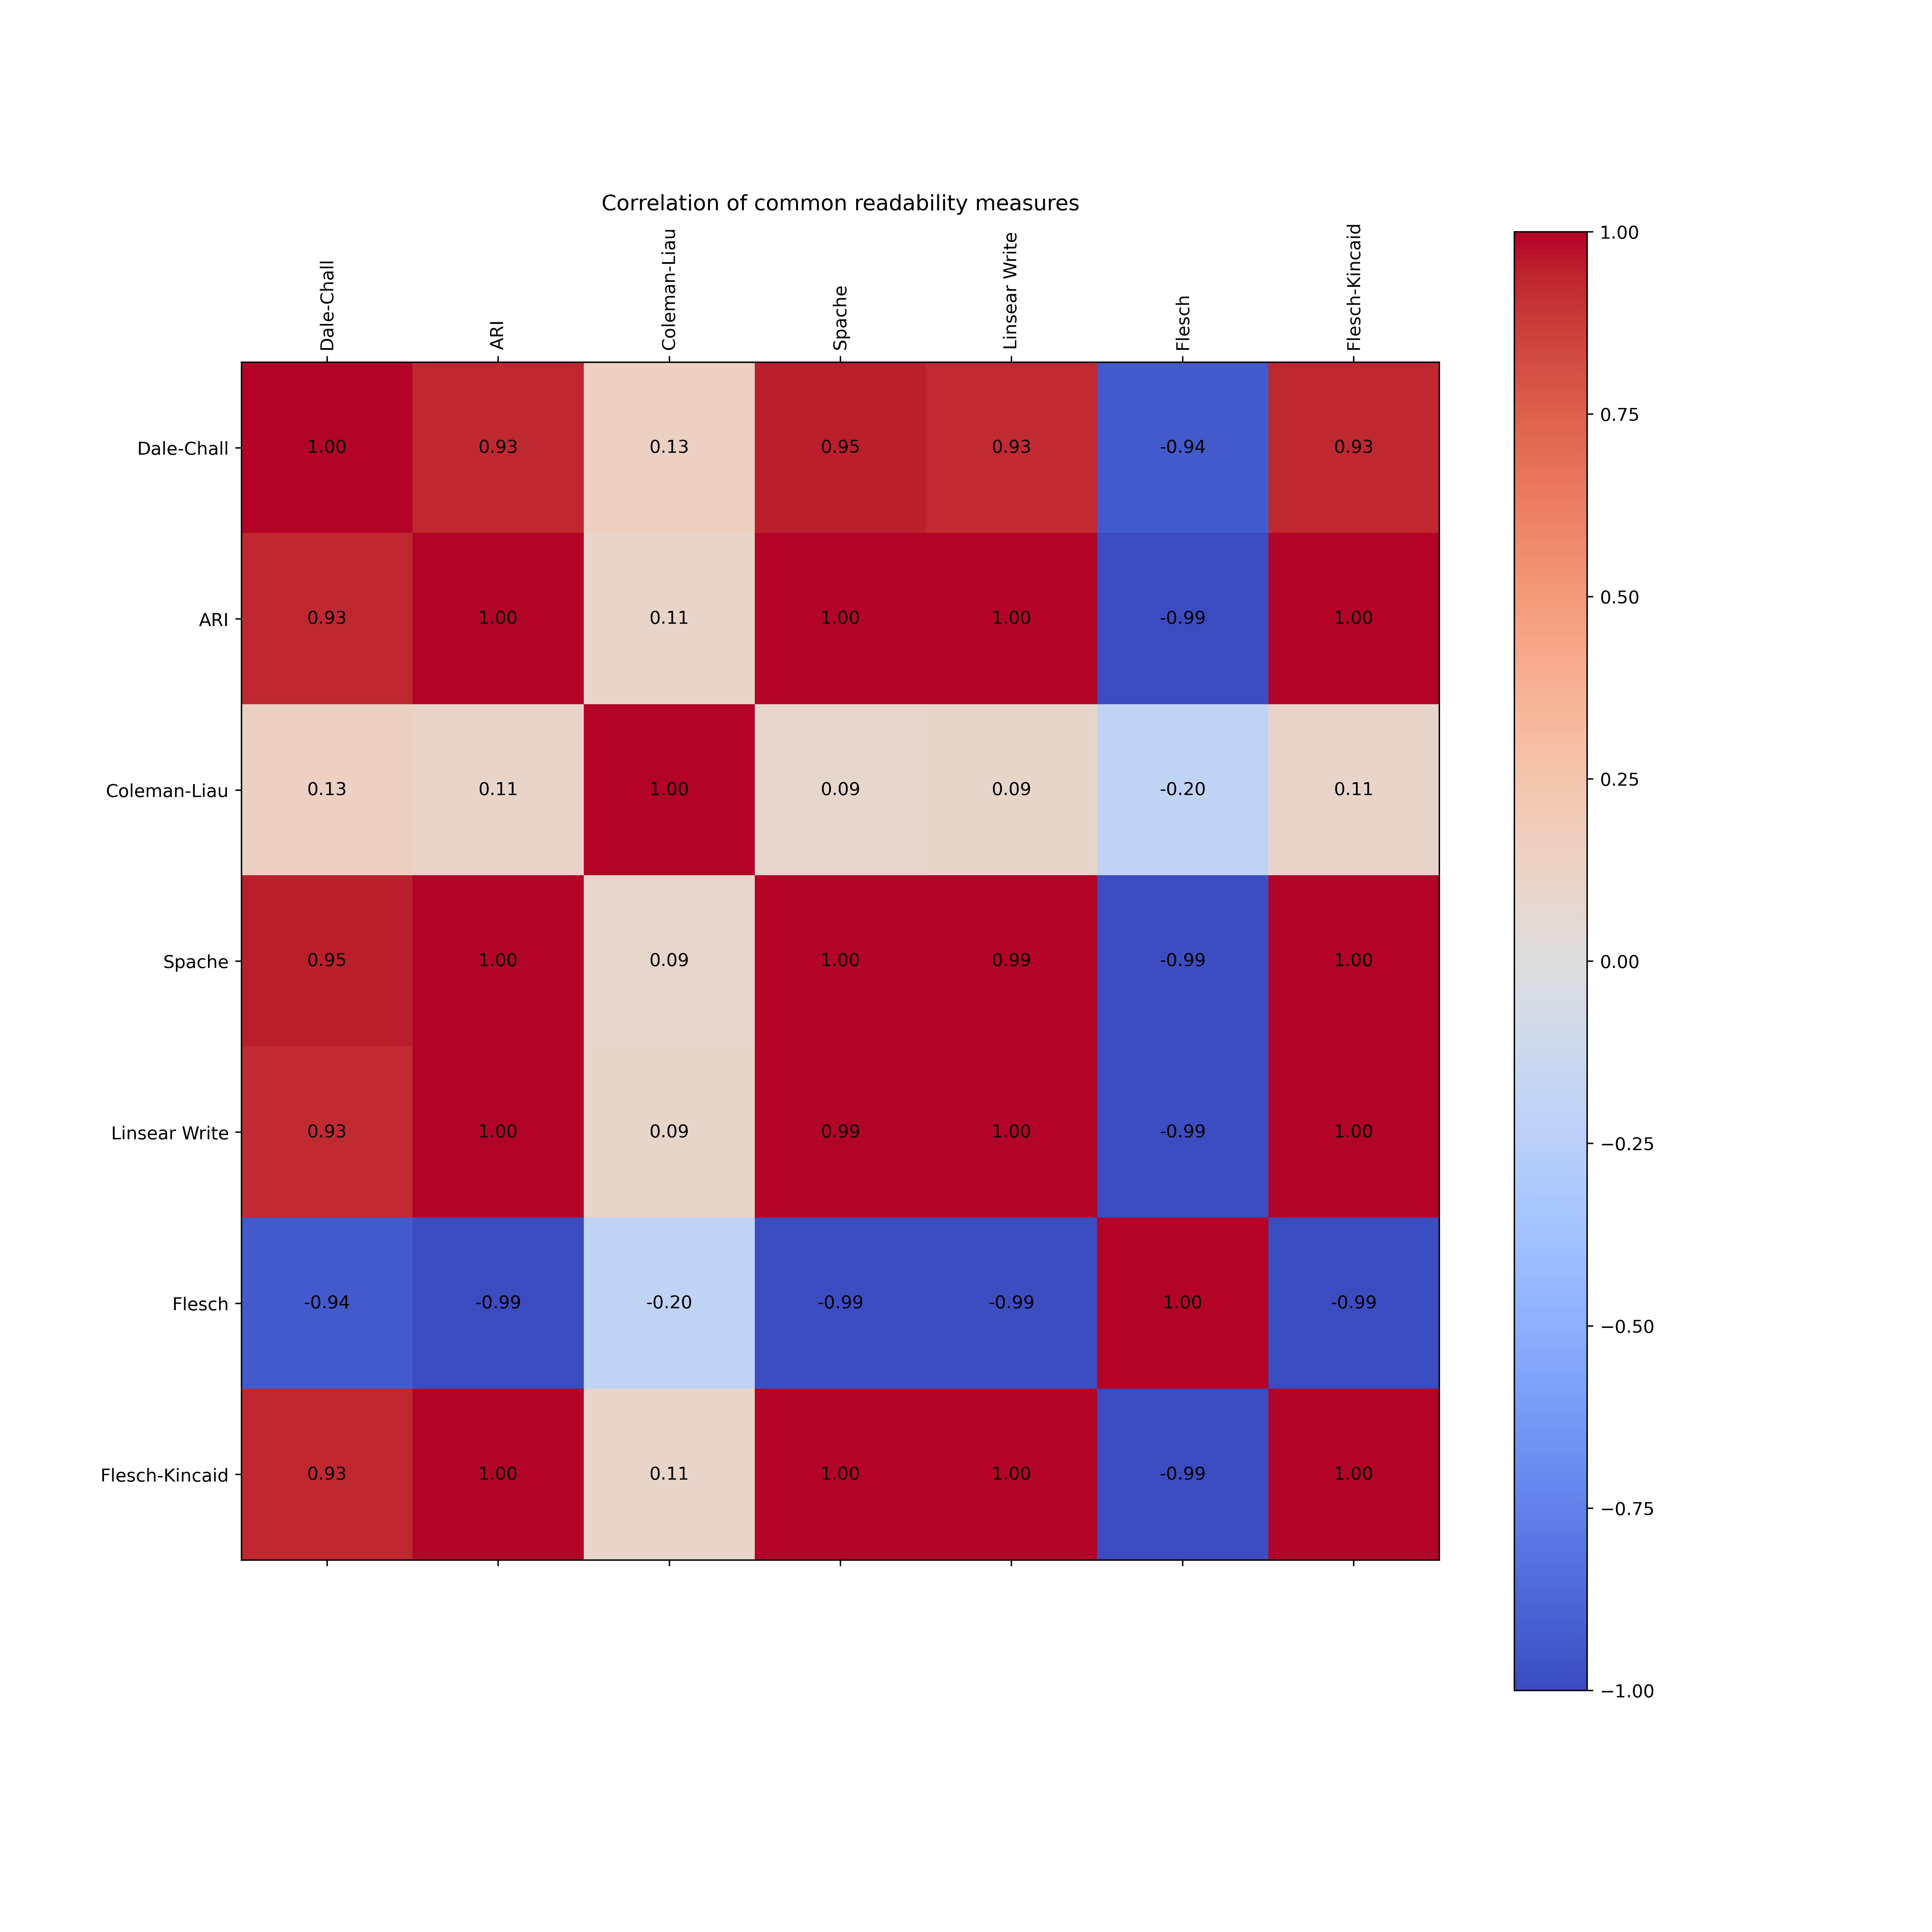 Correlation of common readability measures
Dale-Chall
ARI
Coleman-Liau
Spache
Linsear Write
Flesch
Flesch-Kincaid
Dale-Chall 1.00 0.93 0.13 0.95 0.93 -0.94 0.93
ARI 0.93 1.00 0.11 1.00 1.00 -0.99 1.00
Coleman-Liau 0.13 0.11 1.00 0.09 0.09 -0.20 0.11
Spache 0.95 1.00 0.09 1.00 0.99 -0.99 1.00
Linsear Write 0.93 1.00 0.09 0.99 1.00 -0.99 1.00
Flesch -0.94 -0.99 -0.20 -0.99 -0.99 1.00 -0.99
Flesch-Kincaid 0.93 1.00 0.11 1.00 1.00 -0.99 1.00
1.00
0.75
0.50
0.25
0.00
−0.25
−0.50
−0.75
−1.00